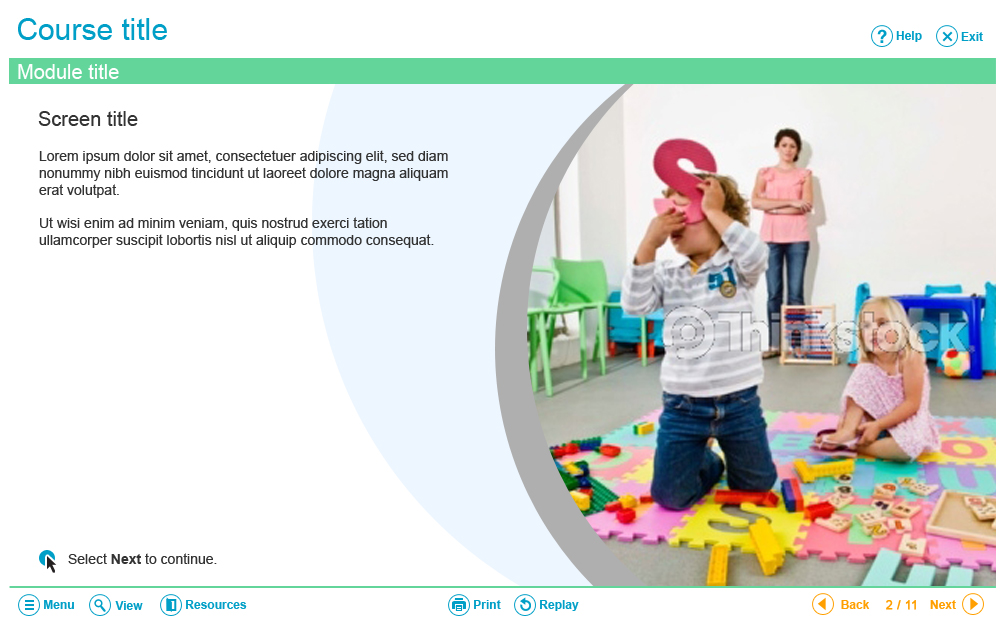 Course title
Help
Exit
Module title
Screen title
Lorem ipsum dolor sit amet, consectetuer adipiscing elit, sed diam
nonummy nibh euismod tincidunt ut laoreet dolore magna aliquam
erat volutpat.
Ut wisi enim ad minim veniam, quis nostrud exerci tation
ullamcorper suscipit lobortis nisl ut aliquip commodo consequat.
S
51
Thinkstock
X
B
O
U
S
Select Next to continue.
Menu
View
Resources
Print
Replay
Back
2 / 11
Next